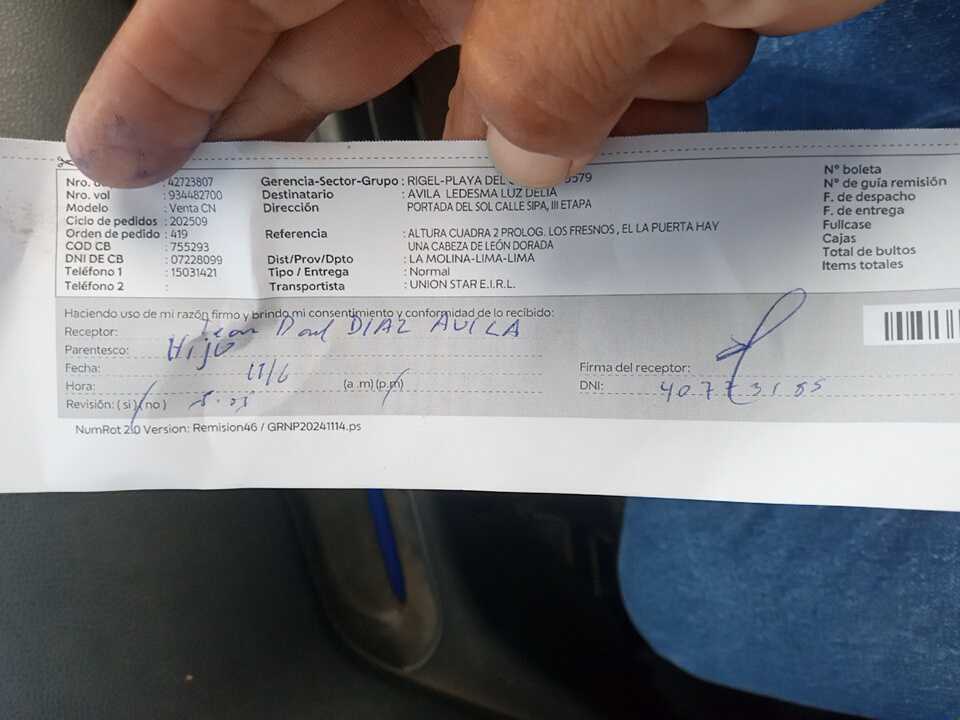 Nro. : 42723807
Nro. vol : 934482700
Modelo : Venta CN
Ciclo de pedidos : 202509
Orden de pedido : 419
COD CB : 755293
DNI DE CB : 07228099
Teléfono 1 : 15031421
Teléfono 2 :
Gerencia-Sector-Grupo : RIGEL-PLAYA DEL
Destinatario : AVILA LEDESMA LUZ DELIA
Dirección PORTADA DEL SOL CALLE SIPA, III ETAPA
Referencia : ALTURA CUADRA 2 PROLOG. LOS FRESNOS , EL LA PUERTA HAY
UNA CABEZA DE LEÓN DORADA
Dist/Prov/Dpto : LA MOLINA-LIMA-LIMA
Tipo / Entrega : Normal
Transportista : UNION STAR E.I.R.L.
N° boleta
N° de guía remisión
F. de despacho
F. de entrega
Fullcase
Cajas
Total de bultos
Items totales
Haciendo uso de mi razón firmo y brindo mi consentimiento y conformidad de lo recibido:
Receptor: DIAZ AVILA
Parentesco: Hijo
Fecha: 11/6
Hora: (a .m) (p.m)
Revisión: ( si ) (no )
Firma del receptor:
DNI: 40773185
NumRot 2.0 Version: Remision46 / GRNP20241114.ps